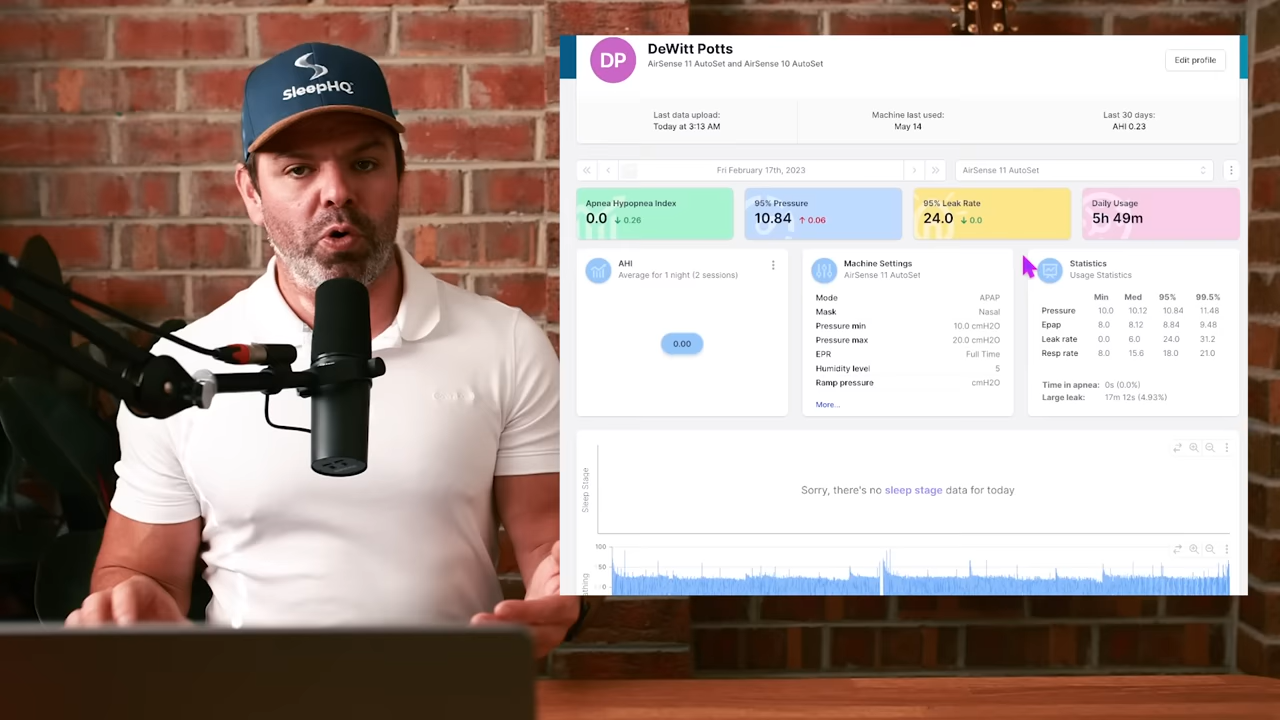 SleepHQ
DP
DeWitt Potts
AirSense 11 AutoSet and AirSense 10 AutoSet
Edit profile
Last data upload:
Today at 3:13 AM
Machine last used:
May 14
Last 30 days:
AHI 0.23
Fri February 17th, 2023
AirSense 11 AutoSet
Apnea Hypopnea Index
0.0 ↓ 0.26
95% Pressure
10.84 ↑ 0.06
95% Leak Rate
24.0 ↓ 0.0
Daily Usage
5h 49m
AHI
Average for 1 night (2 sessions)
0.00
Machine Settings
AirSense 11 AutoSet
Mode APAP
Mask Nasal
Pressure min 10.0 cmH2O
Pressure max 20.0 cmH2O
EPR Full Time
Humidity level 5
Ramp pressure cmH2O
More...
Statistics
Usage Statistics
Min Med 95% 99.5%
Pressure 10.0 10.12 10.84 11.48
Epap 8.0 8.12 8.84 9.48
Leak rate 0.0 6.0 24.0 31.2
Resp rate 8.0 15.6 18.0 21.0
Time in apnea: 0s (0.0%)
Large leak: 17m 12s (4.93%)
Sleep Stage
Sorry, there's no sleep stage data for today
100
50
0